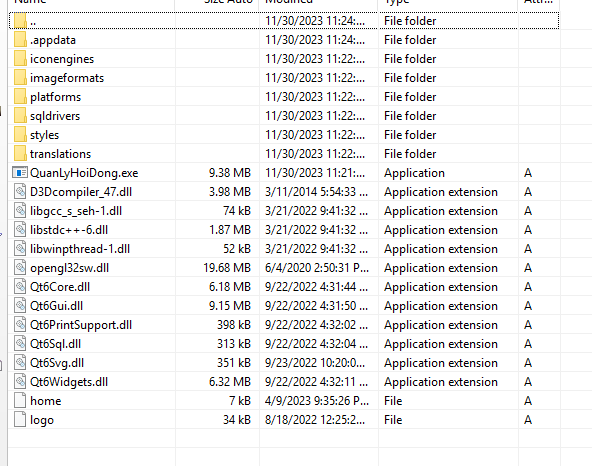 Name Size Auto Modified Type Attr...
.. 11/30/2023 11:24:... File folder
.appdata 11/30/2023 11:24:... File folder
iconengines 11/30/2023 11:22:... File folder
imageformats 11/30/2023 11:22:... File folder
platforms 11/30/2023 11:22:... File folder
sqldrivers 11/30/2023 11:22:... File folder
styles 11/30/2023 11:22:... File folder
translations 11/30/2023 11:22:... File folder
QuanLyHoiDong.exe 9.38 MB 11/30/2023 11:21:... Application A
D3Dcompiler_47.dll 3.98 MB 3/11/2014 5:54:33 ... Application extension A
libgcc_s_seh-1.dll 74 kB 3/21/2022 9:41:32 ... Application extension A
libstdc++-6.dll 1.87 MB 3/21/2022 9:41:32 ... Application extension A
libwinpthread-1.dll 52 kB 3/21/2022 9:41:32 ... Application extension A
opengl32sw.dll 19.68 MB 6/4/2020 2:50:31 P... Application extension A
Qt6Core.dll 6.18 MB 9/22/2022 4:31:44 ... Application extension A
Qt6Gui.dll 9.15 MB 9/22/2022 4:31:50 ... Application extension A
Qt6PrintSupport.dll 398 kB 9/22/2022 4:32:02 ... Application extension A
Qt6Sql.dll 313 kB 9/22/2022 4:32:04 ... Application extension A
Qt6Svg.dll 351 kB 9/23/2022 10:20:0... Application extension A
Qt6Widgets.dll 6.32 MB 9/22/2022 4:32:11 ... Application extension A
home 7 kB 4/9/2023 9:35:26 P... File A
logo 34 kB 8/18/2022 12:25:2... File A